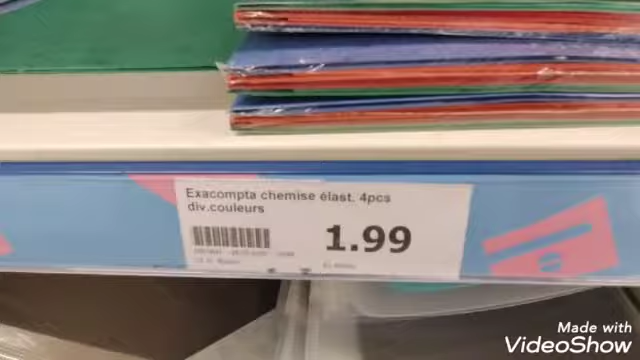 Exacompta chemise élast. 4pcs
div.couleurs
1.99
Made with
VideoShow